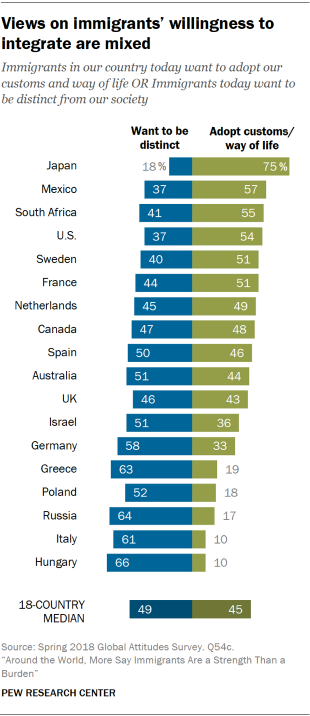 Views on immigrants’ willingness to
integrate are mixed
Immigrants in our country today want to adopt our
customs and way of life OR Immigrants today want to
be distinct from our society
Want to be distinct
Adopt customs/ way of life
Japan 18% 75%
Mexico 37 57
South Africa 41 55
U.S. 37 54
Sweden 40 51
France 44 51
Netherlands 45 49
Canada 47 48
Spain 50 46
Australia 51 44
UK 46 43
Israel 51 36
Germany 58 33
Greece 63 19
Poland 52 18
Russia 64 17
Italy 61 10
Hungary 66 10
18-COUNTRY
MEDIAN 49 45
Source: Spring 2018 Global Attitudes Survey. Q54c.
“Around the World, More Say Immigrants Are a Strength Than a
Burden”
PEW RESEARCH CENTER